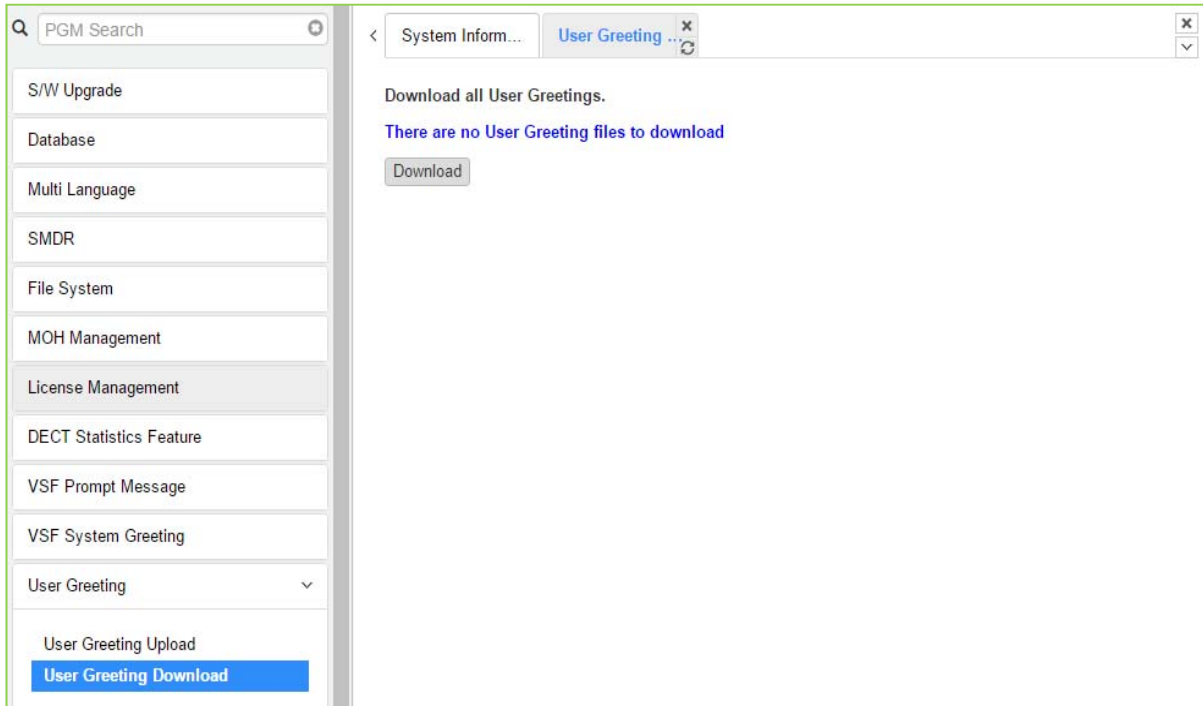 PGM Search
S/W Upgrade
Database
Multi Language
SMDR
File System
MOH Management
License Management
DECT Statistics Feature
VSF Prompt Message
VSF System Greeting
User Greeting
User Greeting Upload
User Greeting Download
System Inform...
User Greeting ...
Download all User Greetings.
There are no User Greeting files to download
Download